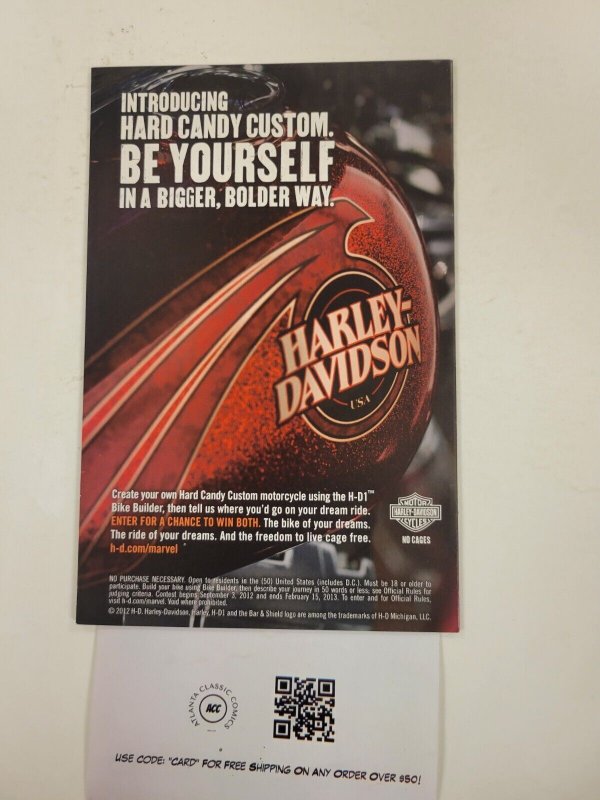 INTRODUCING
HARD CANDY CUSTOM.
BE YOURSELF
IN A BIGGER, BOLDER WAY.
HARLEY-
DAVIDSON
USA
Create your own Hard Candy Custom motorcycle using the H-D1™
Bike Builder, then tell us where you'd go on your dream ride.
ENTER FOR A CHANCE TO WIN BOTH. The bike of your dreams.
The ride of your dreams. And the freedom to live cage free.
h-d.com/marvel
MOTOR
HARLEY-DAVIDSON
CYCLES
NO CAGES
NO PURCHASE NECESSARY. Open to residents in the (50) United States (includes D.C.). Must be 18 or older to
participate. Build your bike using Bike Builder, then describe your journey in 50 words or less, see Official Rules for
judging criteria. Contest begins September 3, 2012 and ends February 15, 2013. To enter and for Official Rules,
visit h-d.com/marvel. Void where prohibited.
© 2012 H-D. Harley-Davidson, Harley, H-D1 and the Bar & Shield logo are among the trademarks of H-D Michigan, LLC.
ATLANTA CLASSIC COMICS
ACC
USE CODE: "CARD" FOR FREE SHIPPING ON ANY ORDER OVER $50!